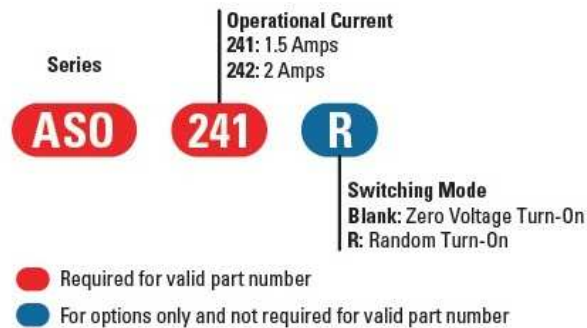 Operational Current
241: 1.5 Amps
242: 2 Amps
Series
ASO 241 R
Switching Mode
Blank: Zero Voltage Turn-On
R: Random Turn-On
Required for valid part number
For options only and not required for valid part number